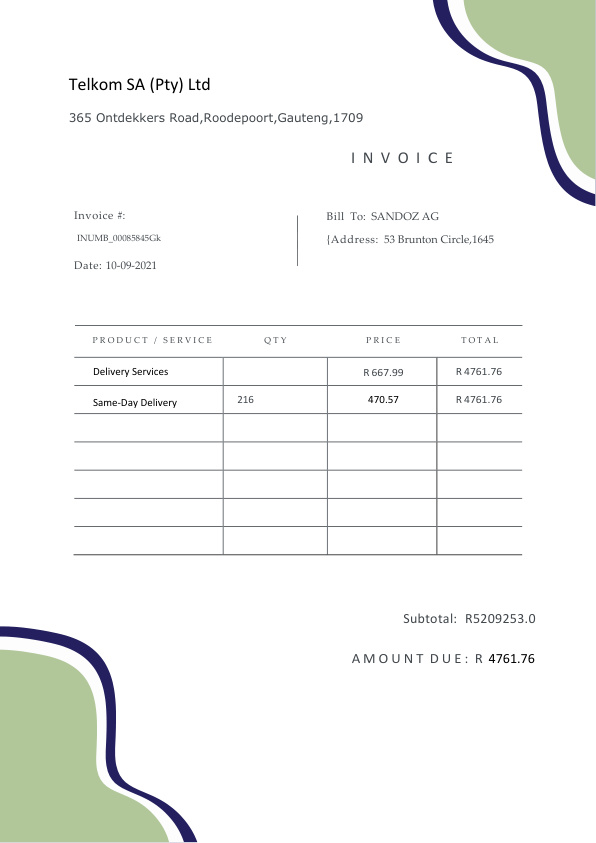 Telkom SA (Pty) Ltd
365 Ontdekkers Road,Roodepoort,Gauteng,1709
INVOICE
Invoice #:
INUMB_00085845Gk
Date: 10-09-2021
Bill To: SANDOZ AG
{Address: 53 Brunton Circle,1645
PRODUCT / SERVICE QTY PRICE TOTAL
Delivery Services R 667.99 R 4761.76
Same-Day Delivery 216 470.57 R 4761.76
Subtotal: R5209253.0
AMOUNT DUE: R 4761.76